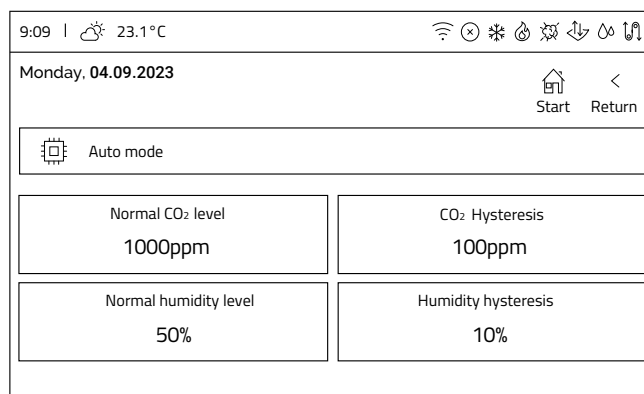 9:09 | 23.1°C
Monday, 04.09.2023
Start Return
Auto mode
Normal CO₂ level
1000ppm
CO₂ Hysteresis
100ppm
Normal humidity level
50%
Humidity hysteresis
10%